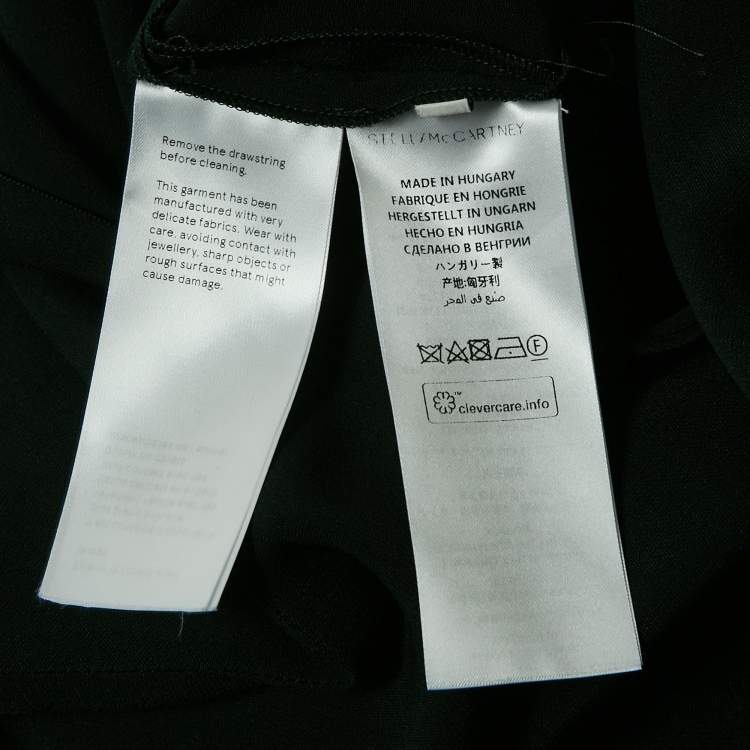 Remove the drawstring
before cleaning.
This garment has been
manufactured with very
delicate fabrics. Wear with
care, avoiding contact with
jewellery, sharp objects or
rough surfaces that might
cause damage.
STELLA McCARTNEY
MADE IN HUNGARY
FABRIQUE EN HONGRIE
HERGESTELLT IN UNGARN
HECHO EN HUNGRIA
СДЕЛАНО В ВЕНГРИИ
ハンガリー製
产地:匈牙利
صنع في المجر
F
™
clevercare.info